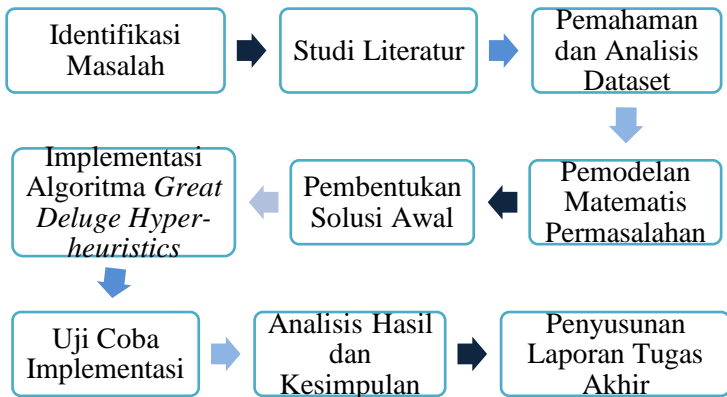 Identifikasi
Masalah
Studi Literatur
Pemahaman
dan Analisis
Dataset
Pemodelan
Matematis
Permasalahan
Pembentukan
Solusi Awal
Implementasi
Algoritma Great
Deluge Hyper-
heuristics
Uji Coba
Implementasi
Analisis Hasil
dan
Kesimpulan
Penyusunan
Laporan Tugas
Akhir